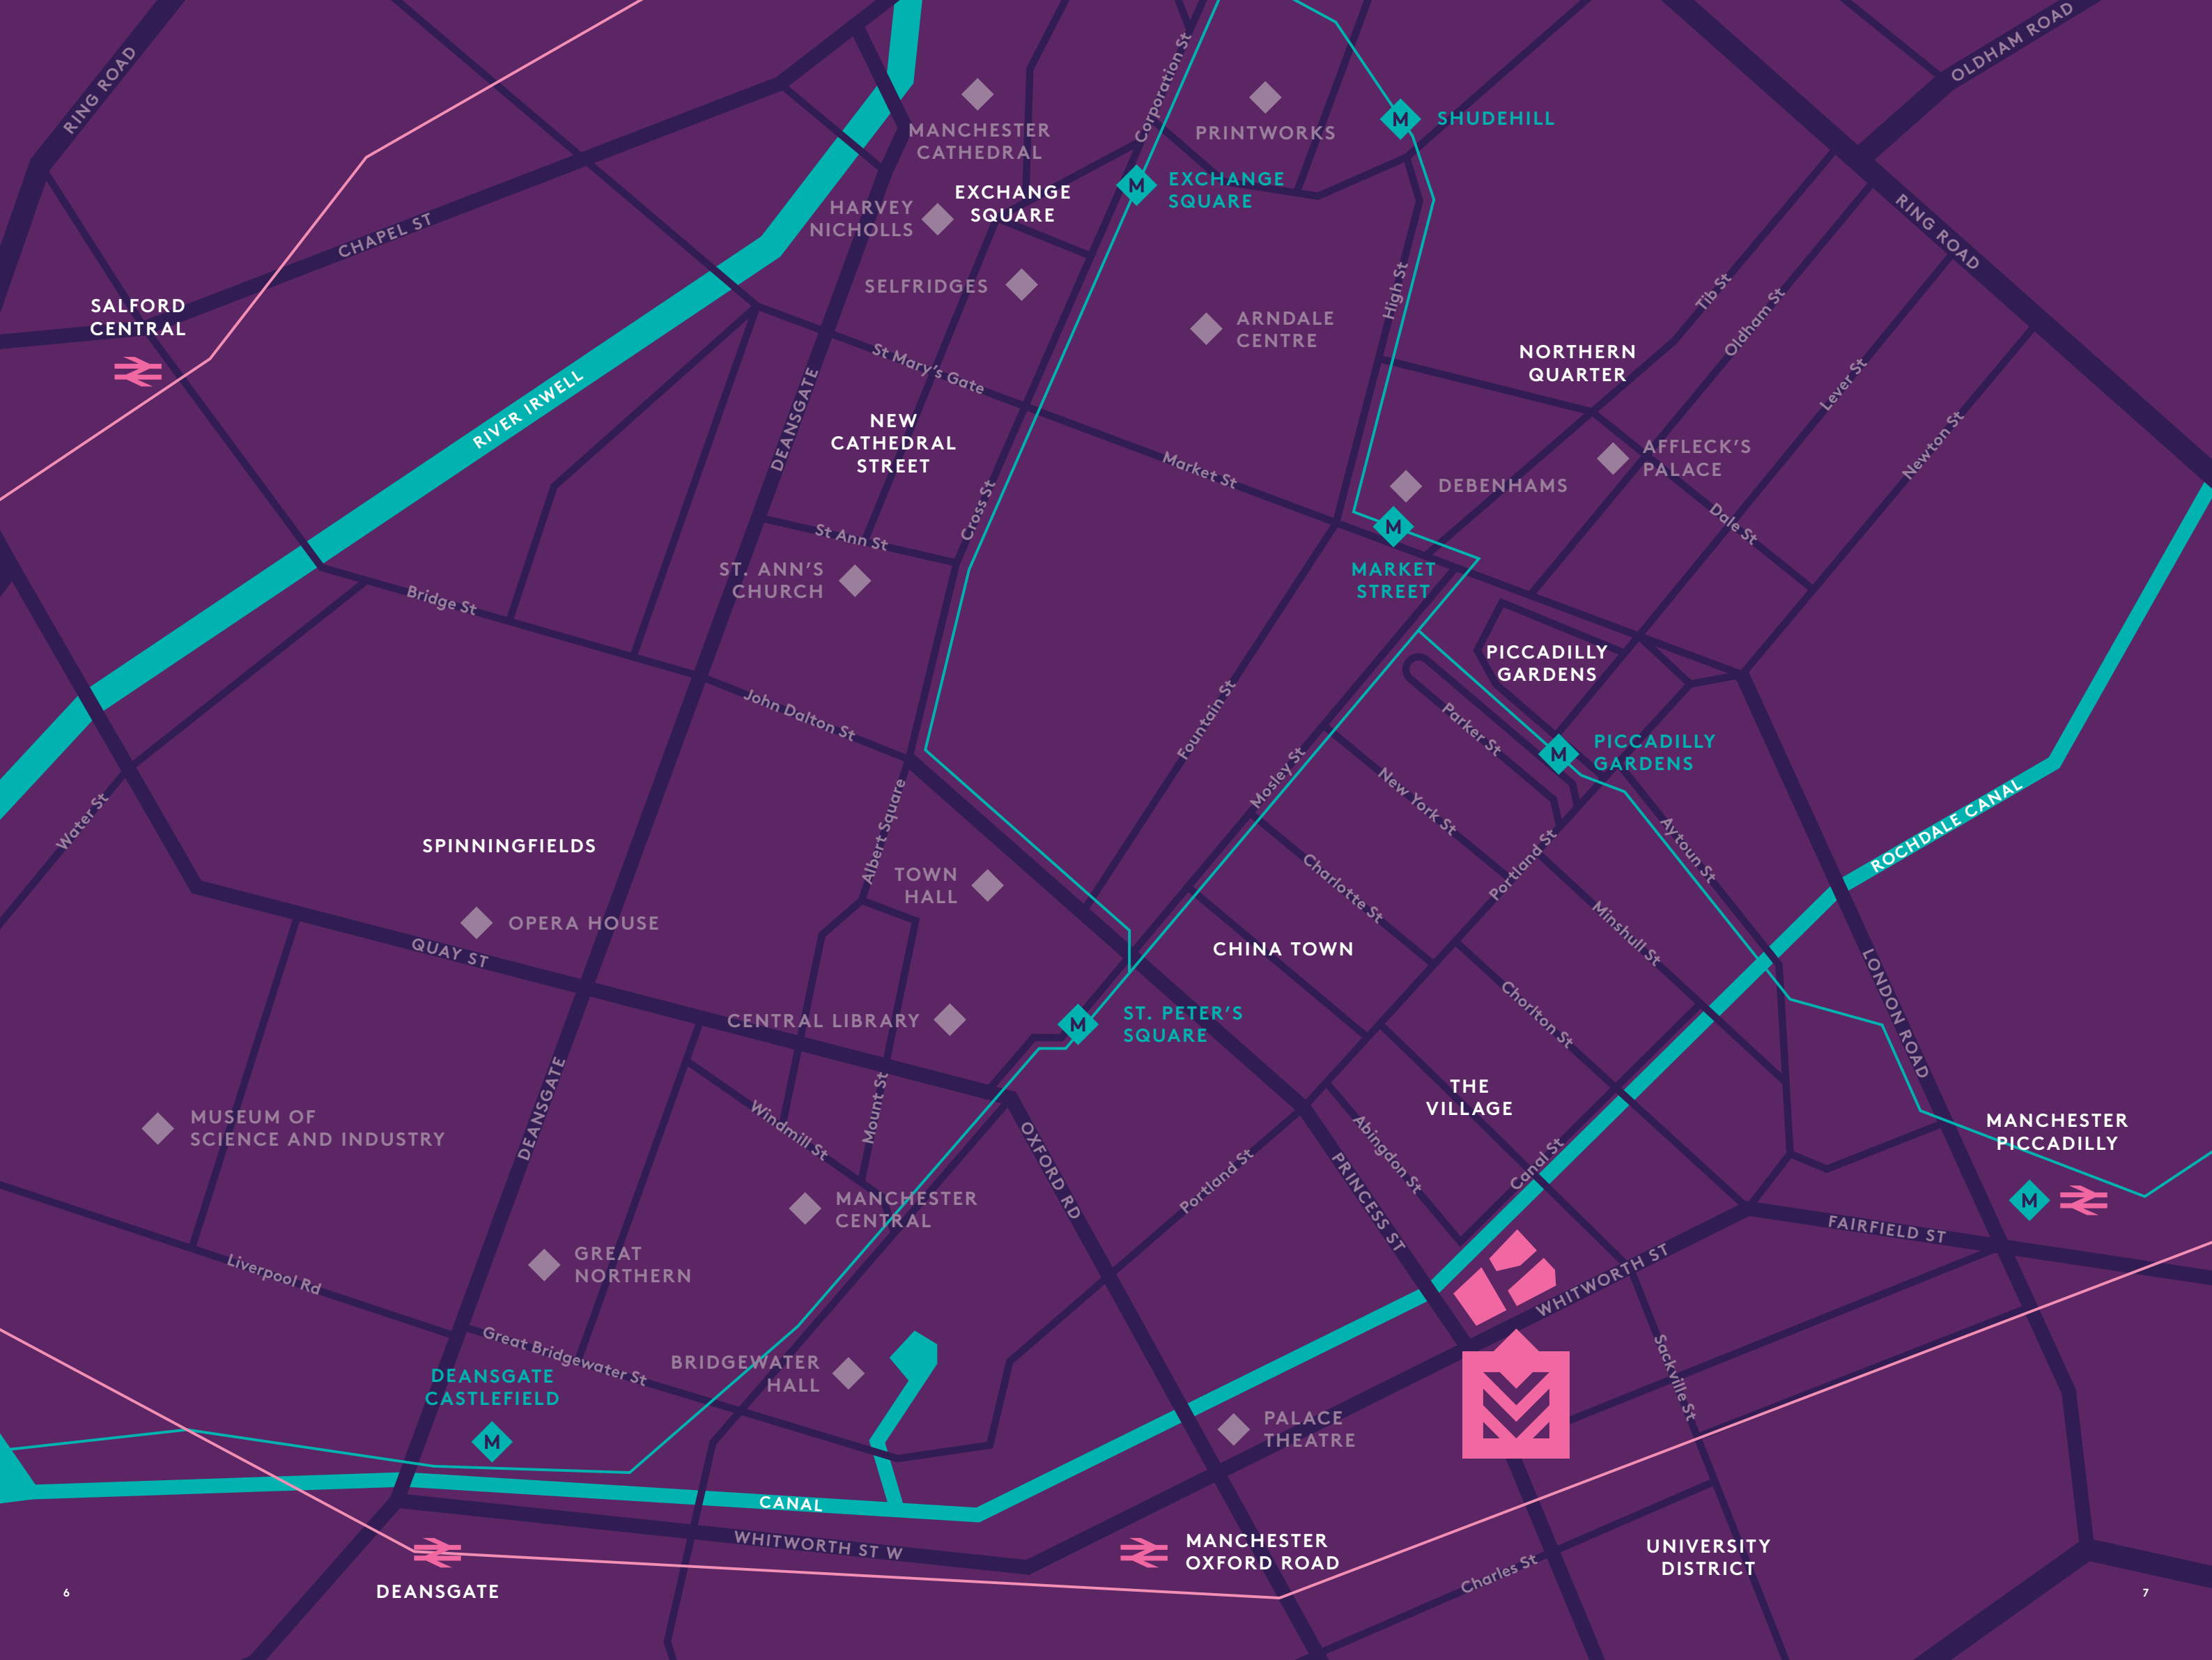 RING ROAD
OLDHAM ROAD
Corporation St
MANCHESTER
CATHEDRAL
PRINTWORKS
M
SHUDEHILL
M
EXCHANGE
SQUARE
EXCHANGE
SQUARE
HARVEY
NICHOLLS
RING ROAD
CHAPEL ST
SELFRIDGES
High St
Tib St
Oldham St
SALFORD
CENTRAL
ARNDALE
CENTRE
NORTHERN
QUARTER
St Mary's Gate
Lever St
RIVER IRWELL
DEANSGATE
NEW
CATHEDRAL
STREET
Newton St
AFFLECK'S
PALACE
Market St
DEBENHAMS
Cross St
St Ann St
M
Dale St
MARKET
STREET
ST. ANN'S
CHURCH
Bridge St
PICCADILLY
GARDENS
John Dalton St
Fountain St
Parker St
M
PICCADILLY
GARDENS
Mosley St
New York St
Water St
Albert Square
SPINNINGFIELDS
ROCHDALE CANAL
Aytoun St
Portland St
Charlotte St
TOWN
HALL
OPERA HOUSE
QUAY ST
CHINA TOWN
Minshull St
LONDON ROAD
CENTRAL LIBRARY
M
ST. PETER'S
SQUARE
Chorlton St
DEANSGATE
Mount St
Windmill St
THE
VILLAGE
MUSEUM OF
SCIENCE AND INDUSTRY
MANCHESTER
PICCADILLY
M
OXFORD RD
Abingdon St
Canal St
Portland St
PRINCESS ST
MANCHESTER
CENTRAL
FAIRFIELD ST
GREAT
NORTHERN
Liverpool Rd
WHITWORTH ST
Great Bridgewater St
BRIDGEWATER
HALL
Sackville St
DEANSGATE
CASTLEFIELD
M
PALACE
THEATRE
CANAL
WHITWORTH ST W
MANCHESTER
OXFORD ROAD
UNIVERSITY
DISTRICT
Charles St
DEANSGATE
6
7